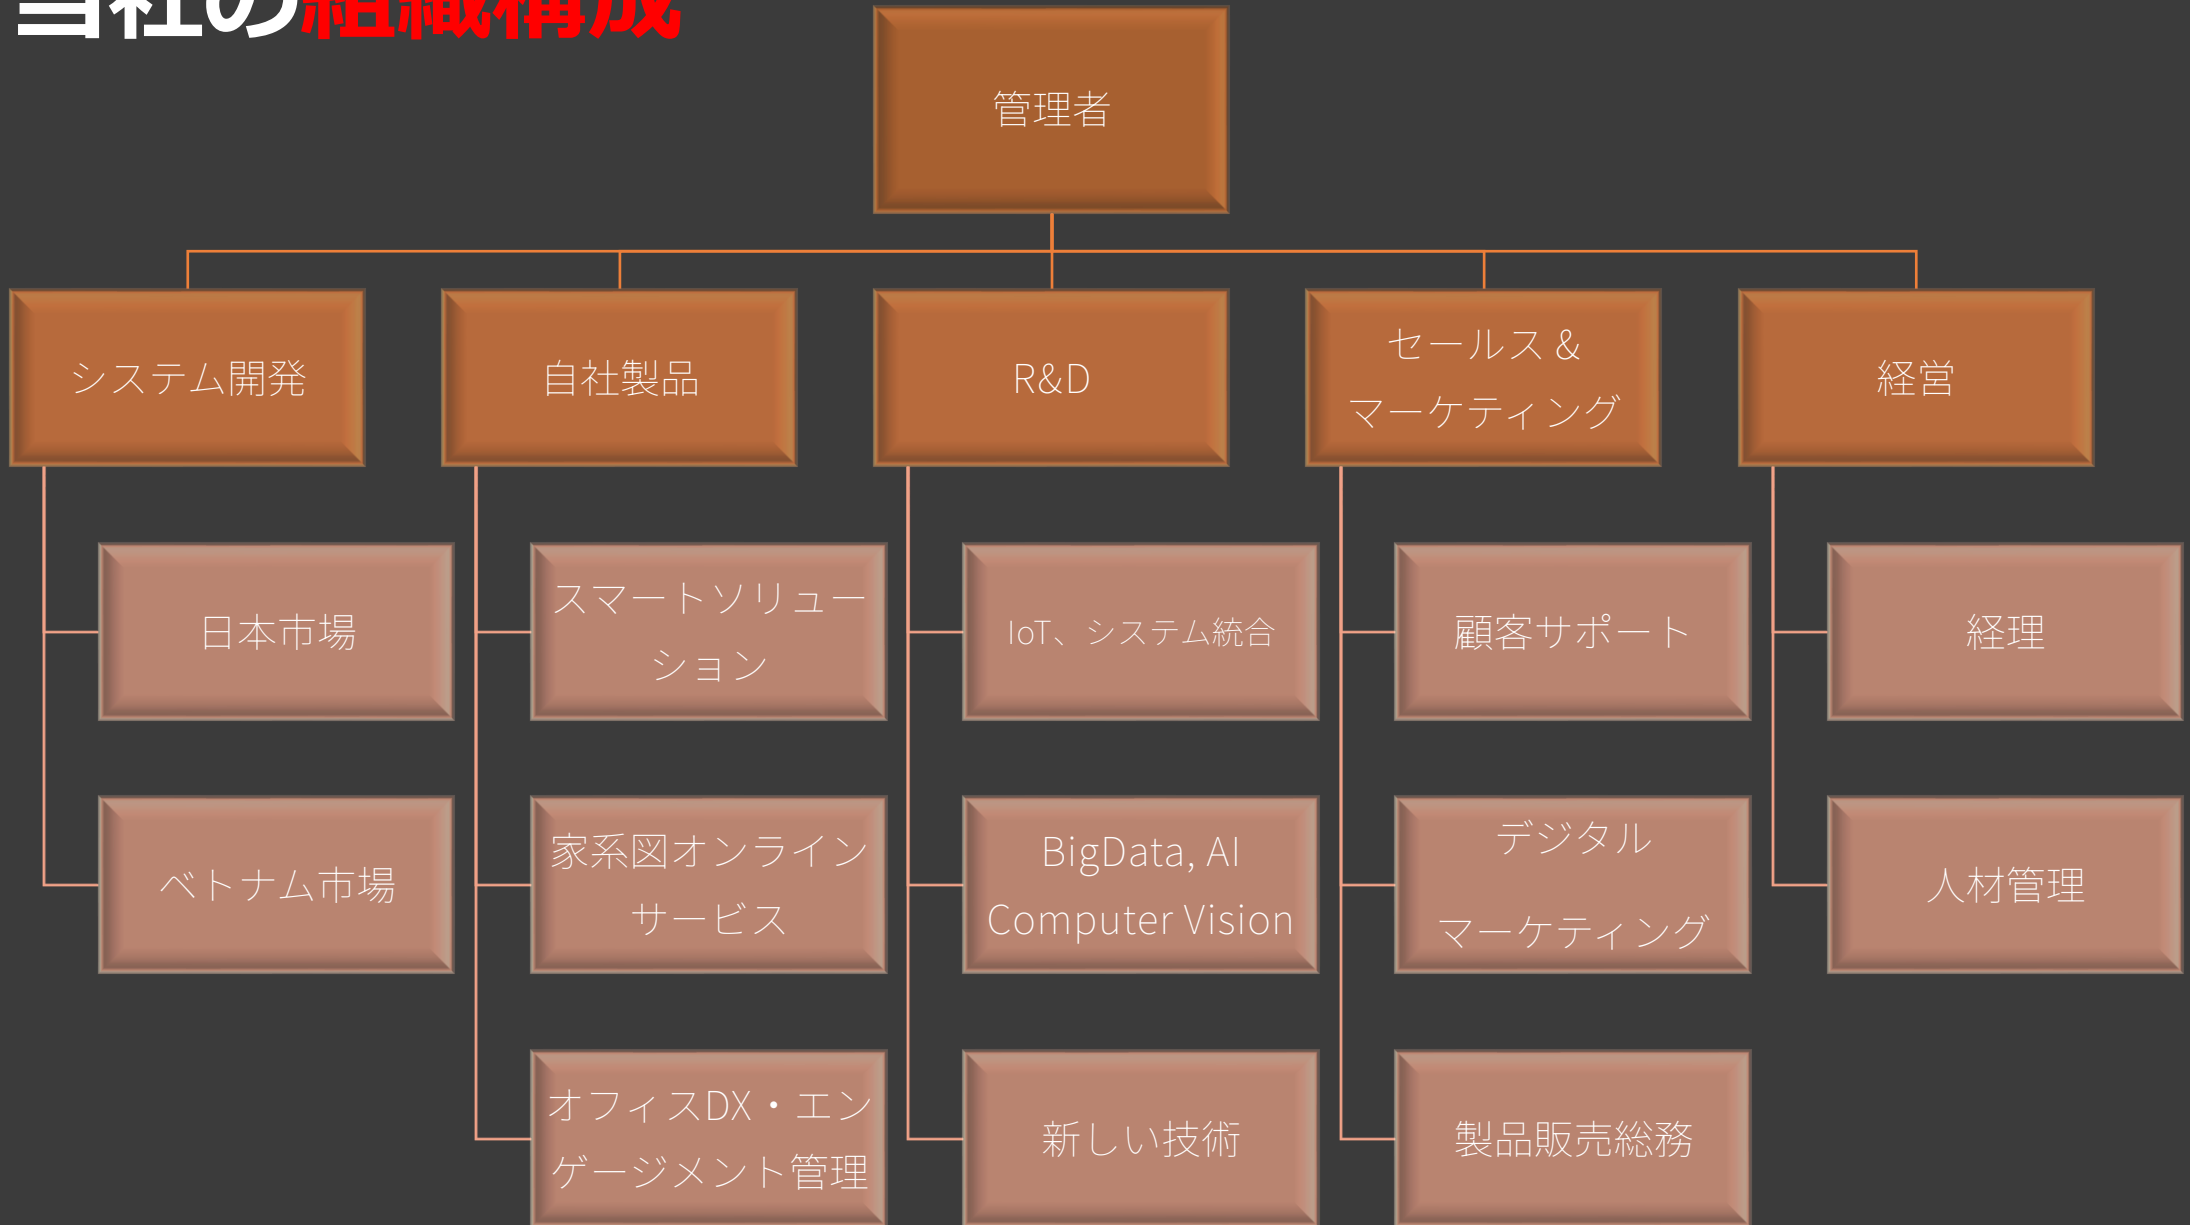 当社の組織構成
管理者
システム開発
自社製品
R&D
セールス &
マーケティング
経営
日本市場
スマートソリュー
ション
IoT、システム統合
顧客サポート
経理
ベトナム市場
家系図オンライン
サービス
BigData, AI
Computer Vision
デジタル
マーケティング
人材管理
オフィスDX・エン
ゲージメント管理
新しい技術
製品販売総務